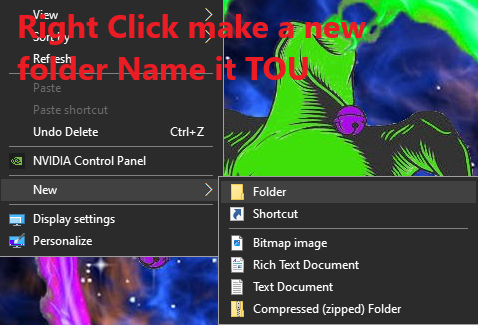 Right Click make a new
folder Name it TOU
View
Sort by
Refresh
Paste
Paste shortcut
Undo Delete Ctrl+Z
NVIDIA Control Panel
New
Display settings
Personalize
Folder
Shortcut
Bitmap image
Rich Text Document
Text Document
Compressed (zipped) Folder